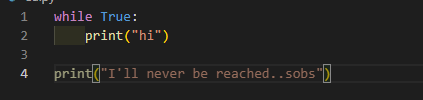 1 while True:
2     print("hi")
3
4 print("I'll never be reached..sobs")